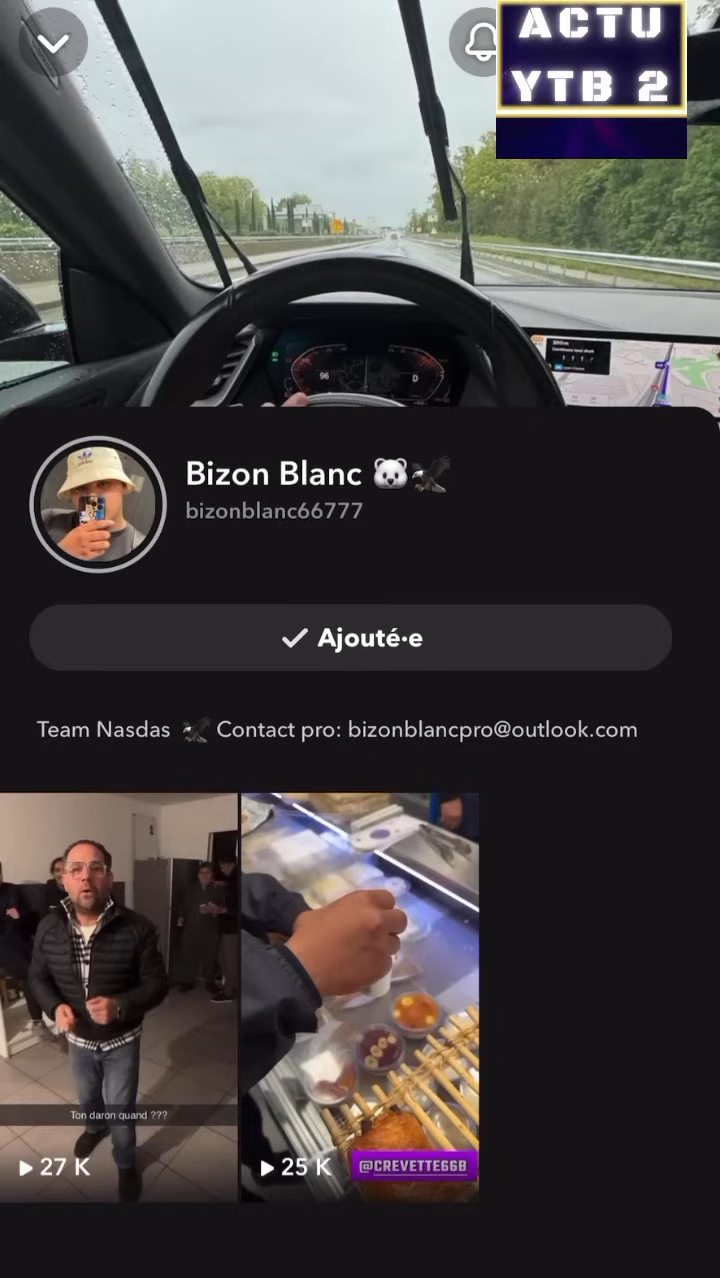 ACTU
YTB 2
96
D
Bizon Blanc
bizonblanc66777
Ajouté·e
Team Nasdas Contact pro: bizonblancpro@outlook.com
Ton daron quand ???
27 K
25 K
@CREVETTE66B